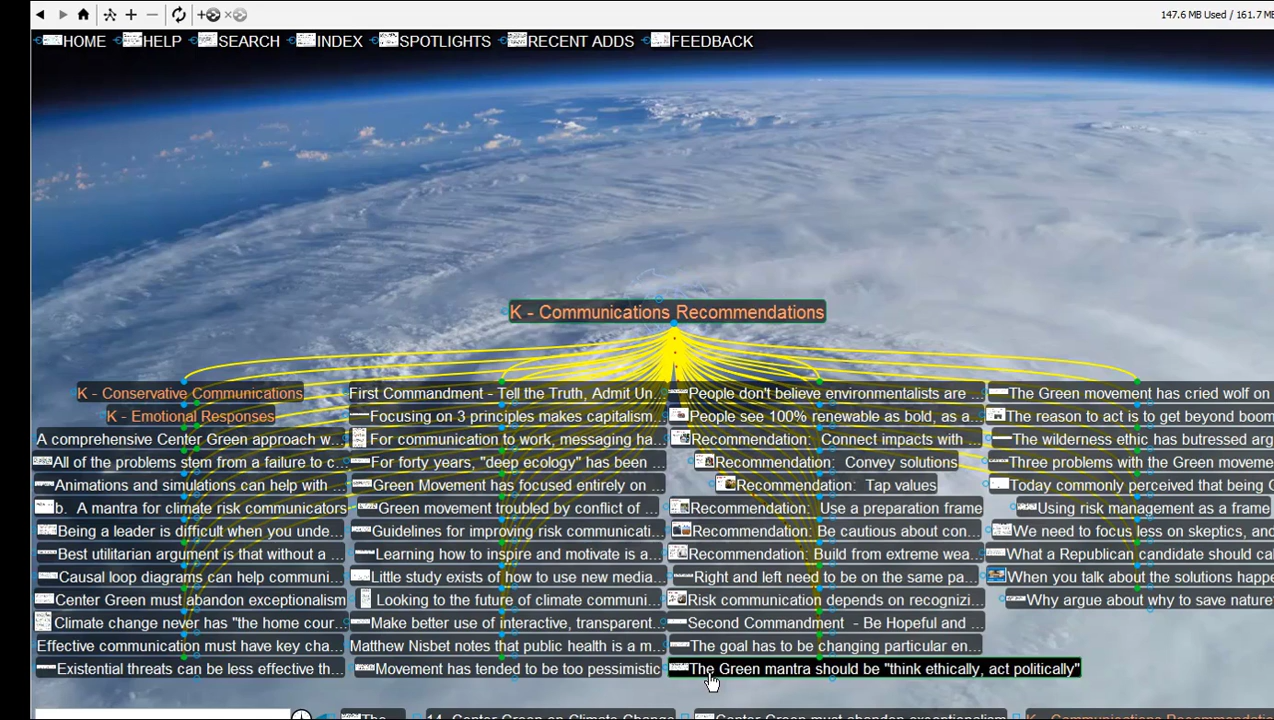 147.6 MB Used / 161.7 M
HOME HELP SEARCH INDEX SPOTLIGHTS RECENT ADDS FEEDBACK
K - Communications Recommendations
K - Conservative Communications
K - Emotional Responses
A comprehensive Center Green approach w...
All of the problems stem from a failure to c...
Animations and simulations can help with ...
b. A mantra for climate risk communicators
Being a leader is difficult when you unde...
Best utilitarian argument is that without a ...
Causal loop diagrams can help communi...
Center Green must abandon exceptionalism
Climate change never has "the home cour...
Effective communication must have key cha...
Existential threats can be less effective th...
First Commandment - Tell the Truth, Admit Un...
Focusing on 3 principles makes capitalis...
For communication to work, messaging ha...
For forty years, "deep ecology" has been ...
Green Movement has focused entirely on ...
Green movement troubled by conflict of ...
Guidelines for improving risk communicati...
Learning how to inspire and motivate is a...
Little study exists of how to use new media...
Looking to the future of climate communi...
Make better use of interactive, transparent...
Matthew Nisbet notes that public health is a m...
Movement has tended to be too pessimistic
People don't believe environmentalists are ...
People see 100% renewable as bold, as a...
Recommendation: Connect impacts with ...
Recommendation: Convey solutions
Recommendation: Tap values
Recommendation: Use a preparation frame
Recommendation: Be cautious about con...
Recommendation: Build from extreme wea...
Right and left need to be on the same pa...
Risk communication depends on recognizi...
Second Commandment - Be Hopeful and ...
The goal has to be changing particular en...
The Green mantra should be "think ethically, act politically"
The Green movement has cried wolf on
The reason to act is to get beyond boom
The wilderness ethic has butressed arg
Three problems with the Green moveme
Today commonly perceived that being G
Using risk management as a frame
We need to focus less on skeptics, an
What a Republican candidate should cal
When you talk about the solutions happe
Why argue about why to save nature